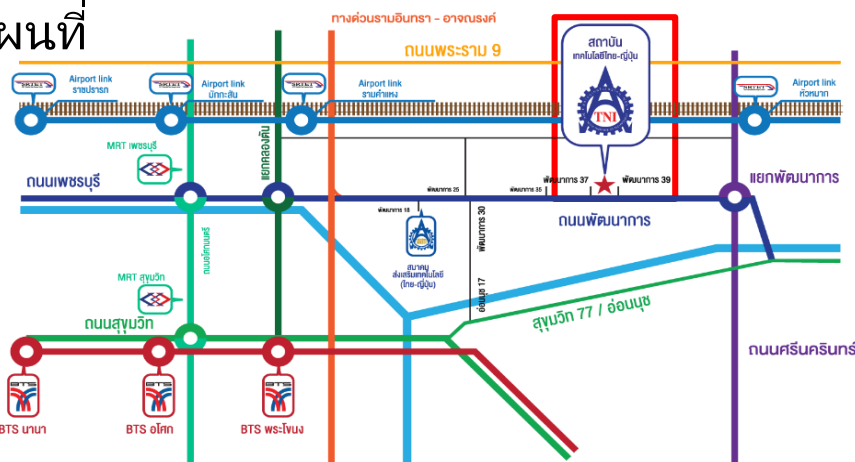 ผนที่
ทางด่วนรามอินทรา - อาจณรงค์
ถนนพระราม 9
สถาบัน
เทคโนโลยีไทย-ญี่ปุ่น
TNI
Airport link
ราชปรารภ
Airport link
มักกะสัน
Airport link
รามคำแหง
Airport link
หัวหมาก
MRT เพชรบุรี
แยกคลองตัน
ถนนเพชรบุรี
พัฒนาการ 25
พัฒนาการ 35
พัฒนาการ 37
พัฒนาการ 39
แยกพัฒนาการ
พัฒนาการ 18
พัฒนาการ 30
ถนนพัฒนาการ
ถนนอโศกมนตรี
สมาคม
ส่งเสริมเทคโนโลยี
(ไทย-ญี่ปุ่น)
MRT สุขุมวิท
อ่อนนุช 17
สุขุมวิท 77 / อ่อนนุช
ถนนสุขุมวิท
ถนนศรีนครินทร์
BTS
BTS
BTS
BTS นานา
BTS อโศก
BTS พระโขนง